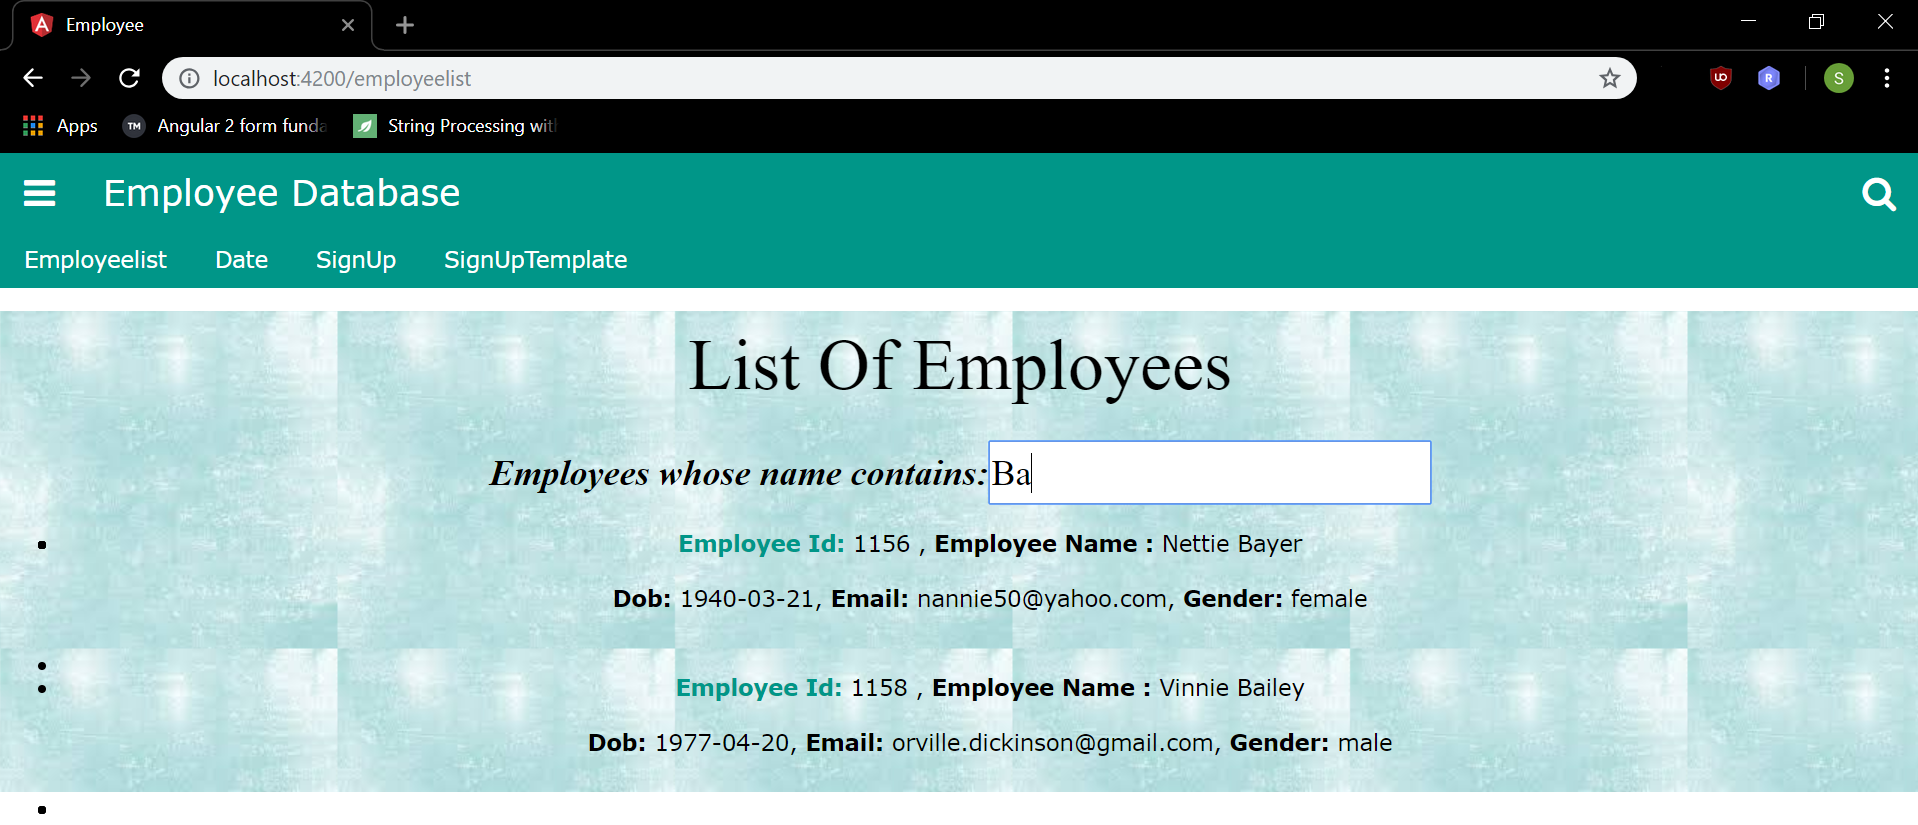 Employee
localhost:4200/employeelist
S
Apps
TM
Angular 2 form funda
String Processing wit
Employee Database
Employeelist Date SignUp SignUpTemplate
List Of Employees
Employees whose name contains: Ba
Employee Id: 1156 , Employee Name : Nettie Bayer
Dob: 1940-03-21, Email: nannie50@yahoo.com, Gender: female
Employee Id: 1158 , Employee Name : Vinnie Bailey
Dob: 1977-04-20, Email: orville.dickinson@gmail.com, Gender: male